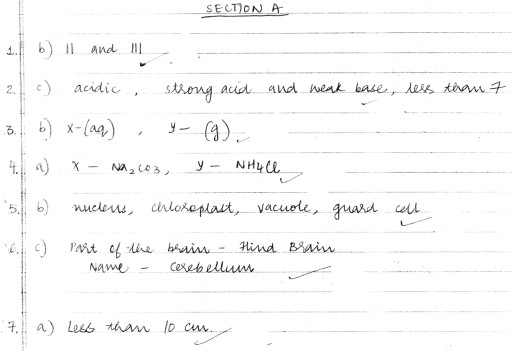 SECTION A
1. b) II and III
2. c) acidic, strong acid and weak base, less than 7
3. b) x-(aq), y-(g)
4. a) x - Na2CO3, y - NH4Cl
5. b) nucleus, chloroplast, vacuole, guard cell
6. c) Part of the brain - Hind Brain
Name - Cerebellum
7. a) Less than 10 cm.